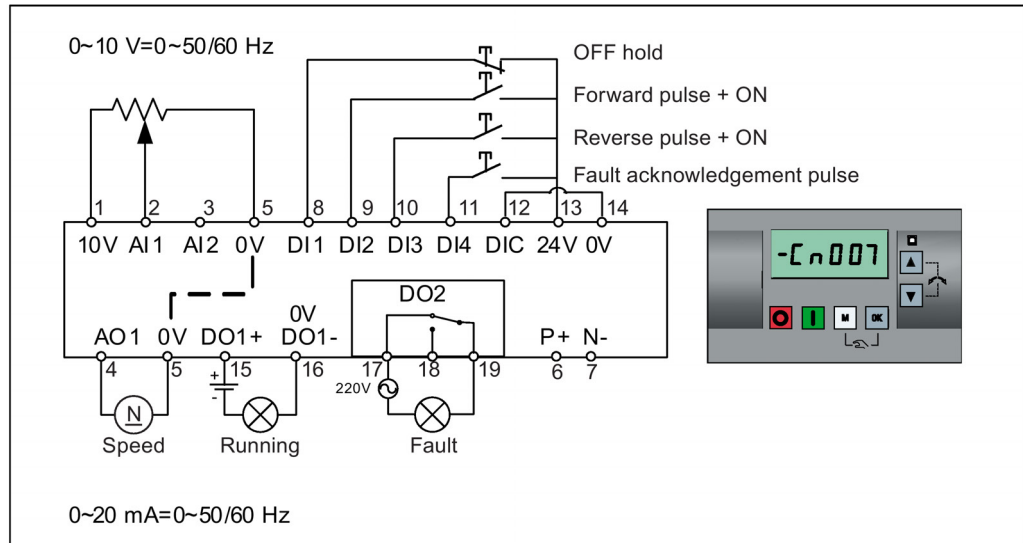 0~10 V=0~50/60 Hz
OFF hold
Forward pulse + ON
Reverse pulse + ON
Fault acknowledgement pulse
1 2 3 5 8 9 10 11 12 13 14
10V AI1 AI2 0V DI1 DI2 DI3 DI4 DIC 24V 0V
-Cn007
M OK
DO2
0V
AO1 0V DO1+ DO1- P+ N-
4 5 15 16 17 18 19 6 7
+
-
220V
N
Speed Running Fault
0~20 mA=0~50/60 Hz